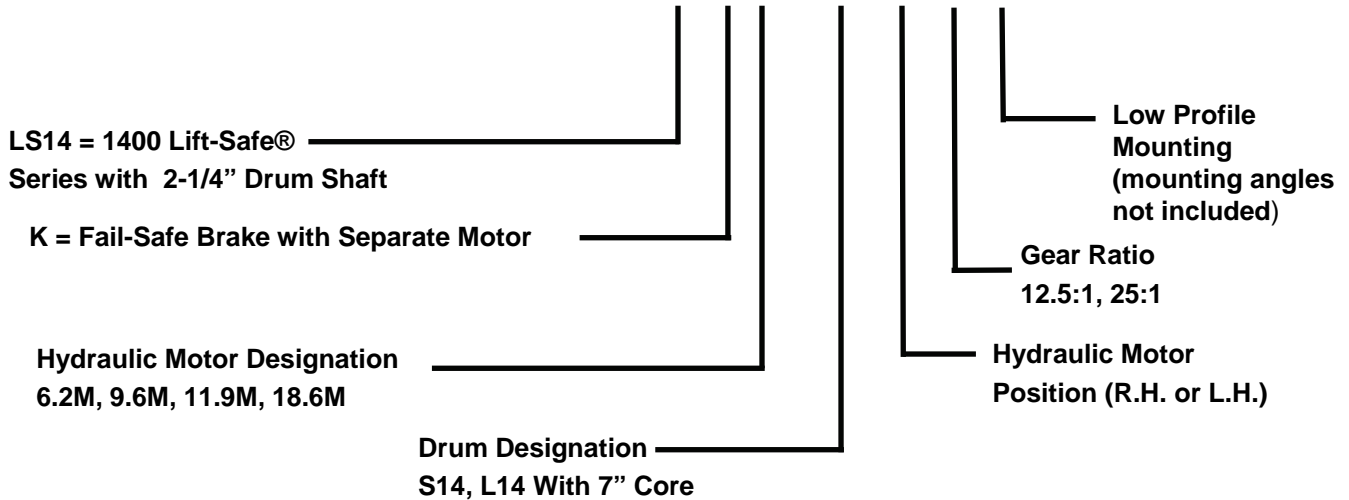 LS14 = 1400 Lift-Safe®
Series with 2-1/4” Drum Shaft
K = Fail-Safe Brake with Separate Motor
Hydraulic Motor Designation
6.2M, 9.6M, 11.9M, 18.6M
Drum Designation
S14, L14 With 7” Core
Low Profile
Mounting
(mounting angles
not included)
Gear Ratio
12.5:1, 25:1
Hydraulic Motor
Position (R.H. or L.H.)